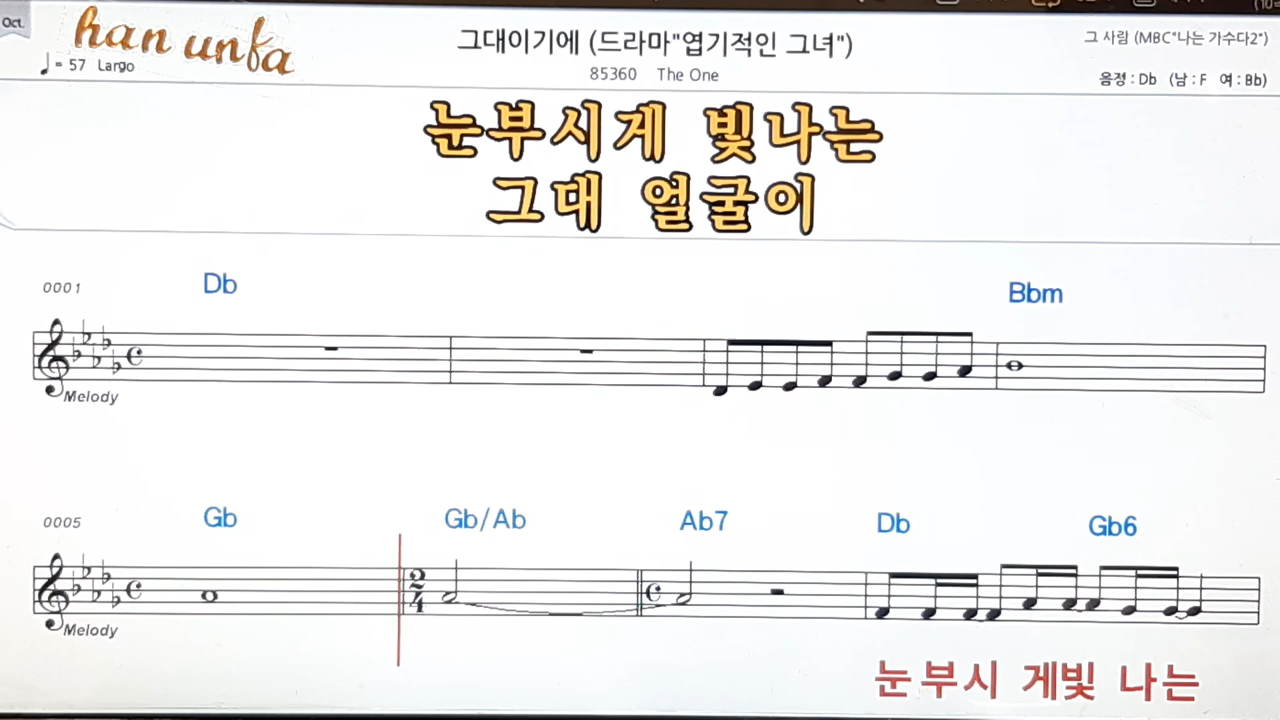 Oct.
han unfa
= 57 Largo
그대이기에 (드라마"엽기적인 그녀")
85360 The One
그 사람 (MBC"나는 가수다2")
음정 : Db (남 : F 여 : Bb)
눈부시게 빛나는
그대 얼굴이
0001
Db
Bbm
Melody
0005
Gb
Gb/Ab
Ab7
Db
Gb6
2
4
Melody
눈 부시 게빛 나는